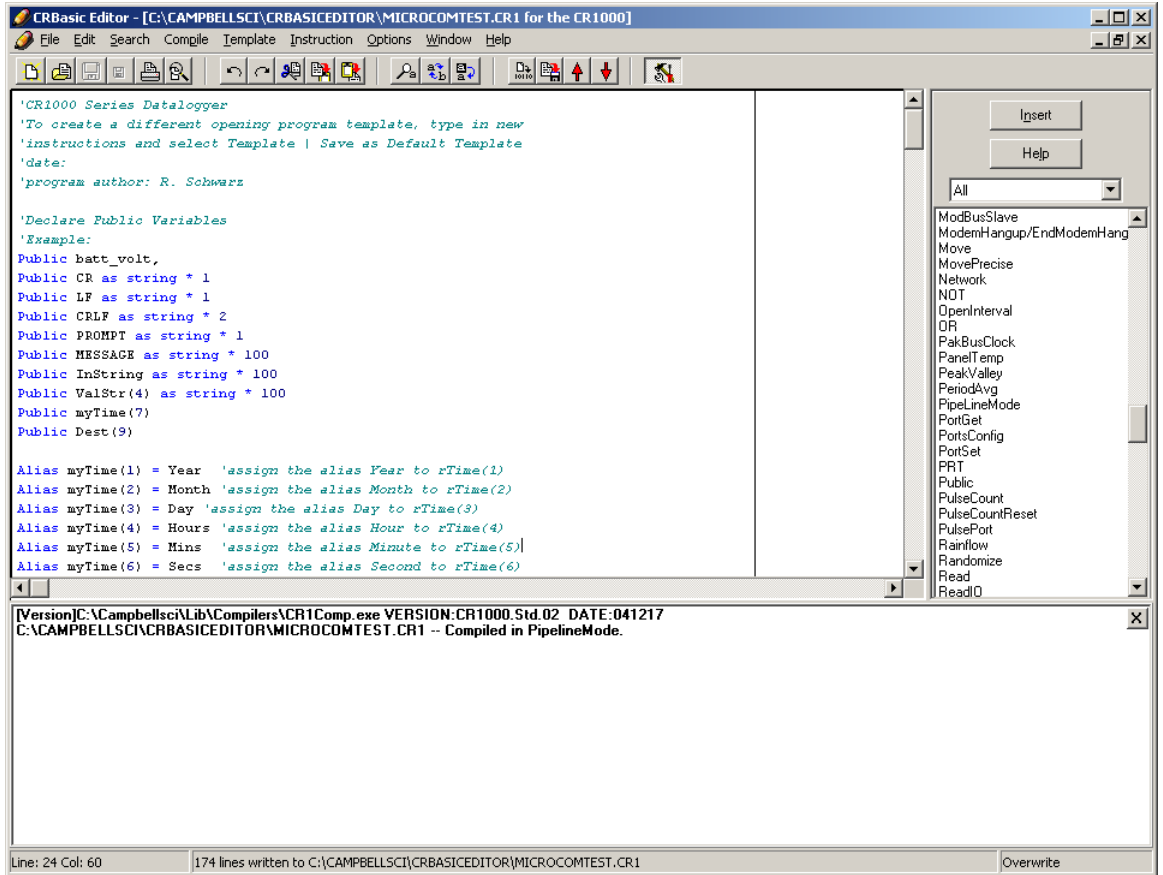 CRBasic Editor - [C:\CAMPBELLSCI\CRBASICEDITOR\MICROCOMTEST.CR1 for the CR1000]
File Edit Search Compile Template Instruction Options Window Help
'CR1000 Series Datalogger
'To create a different opening program template, type in new
'instructions and select Template | Save as Default Template
'date:
'program author: R. Schwarz
'Declare Public Variables
'Example:
Public batt_volt,
Public CR as string * 1
Public LF as string * 1
Public CRLF as string * 2
Public PROMPT as string * 1
Public MESSAGE as string * 100
Public InString as string * 100
Public ValStr(4) as string * 100
Public myTime(7)
Public Dest(9)
Alias myTime(1) = Year 'assign the alias Year to rTime(1)
Alias myTime(2) = Month 'assign the alias Month to rTime(2)
Alias myTime(3) = Day 'assign the alias Day to rTime(3)
Alias myTime(4) = Hours 'assign the alias Hour to rTime(4)
Alias myTime(5) = Mins 'assign the alias Minute to rTime(5)
Alias myTime(6) = Secs 'assign the alias Second to rTime(6)
Insert
Help
All
ModBusSlave
ModemHangup/EndModemHang
Move
MovePrecise
Network
NOT
OpenInterval
OR
PakBusClock
PanelTemp
PeakValley
PeriodAvg
PipeLineMode
PortGet
PortsConfig
PortSet
PRT
Public
PulseCount
PulseCountReset
PulsePort
Rainflow
Randomize
Read
ReadIO
[Version]C:\Campbellsci\Lib\Compilers\CR1Comp.exe VERSION:CR1000.Std.02 DATE:041217
C:\CAMPBELLSCI\CRBASICEDITOR\MICROCOMTEST.CR1 -- Compiled in PipelineMode.
Line: 24 Col: 60
174 lines written to C:\CAMPBELLSCI\CRBASICEDITOR\MICROCOMTEST.CR1
Overwrite